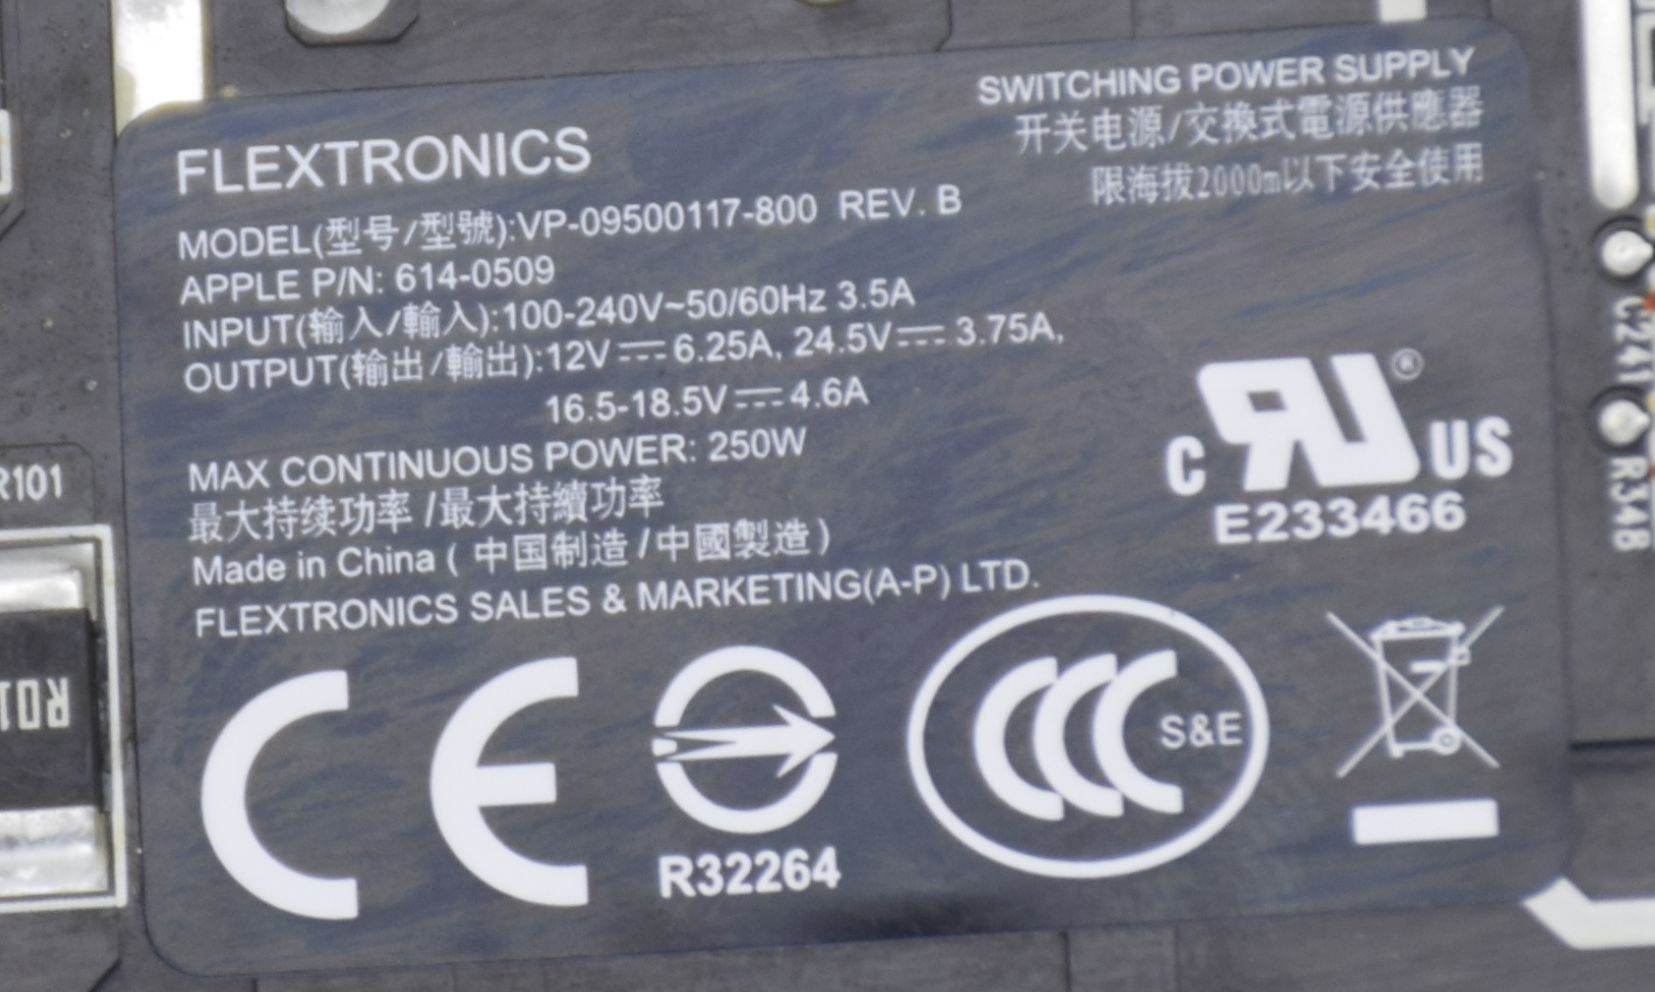 SWITCHING POWER SUPPLY
开关电源/交換式電源供應器
限海拔2000m以下安全使用
FLEXTRONICS
MODEL(型号/型號):VP-09500117-800 REV. B
APPLE P/N: 614-0509
INPUT(输入/輸入):100-240V~50/60Hz 3.5A
OUTPUT(输出/輸出):12V⎓6.25A, 24.5V⎓3.75A,
16.5-18.5V⎓4.6A
MAX CONTINUOUS POWER: 250W
最大持续功率/最大持續功率
Made in China (中国制造/中國製造)
FLEXTRONICS SALES & MARKETING(A-P) LTD.
C RU® US
E233466
CE
R32264
CCC S&E
R101
C241
R34B